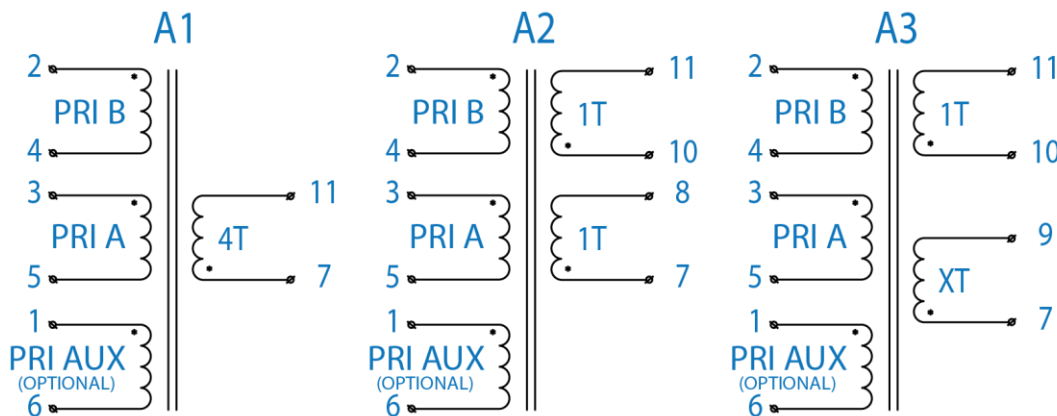 A1
2
PRI B
4
3
PRI A
5
1
PRI AUX
(OPTIONAL)
6
11
4T
7
A2
2
PRI B
4
3
PRI A
5
1
PRI AUX
(OPTIONAL)
6
11
1T
10
8
1T
7
A3
2
PRI B
4
3
PRI A
5
1
PRI AUX
(OPTIONAL)
6
11
1T
10
9
XT
7